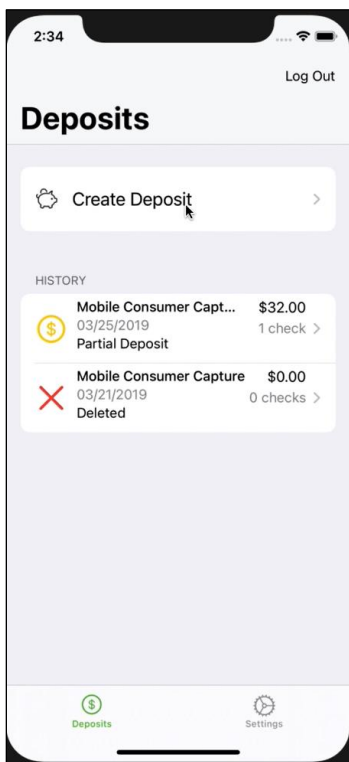 2:34
Log Out
Deposits
Create Deposit
HISTORY
Mobile Consumer Capt... $32.00
03/25/2019 1 check
Partial Deposit
Mobile Consumer Capture $0.00
03/21/2019 0 checks
Deleted
Deposits Settings